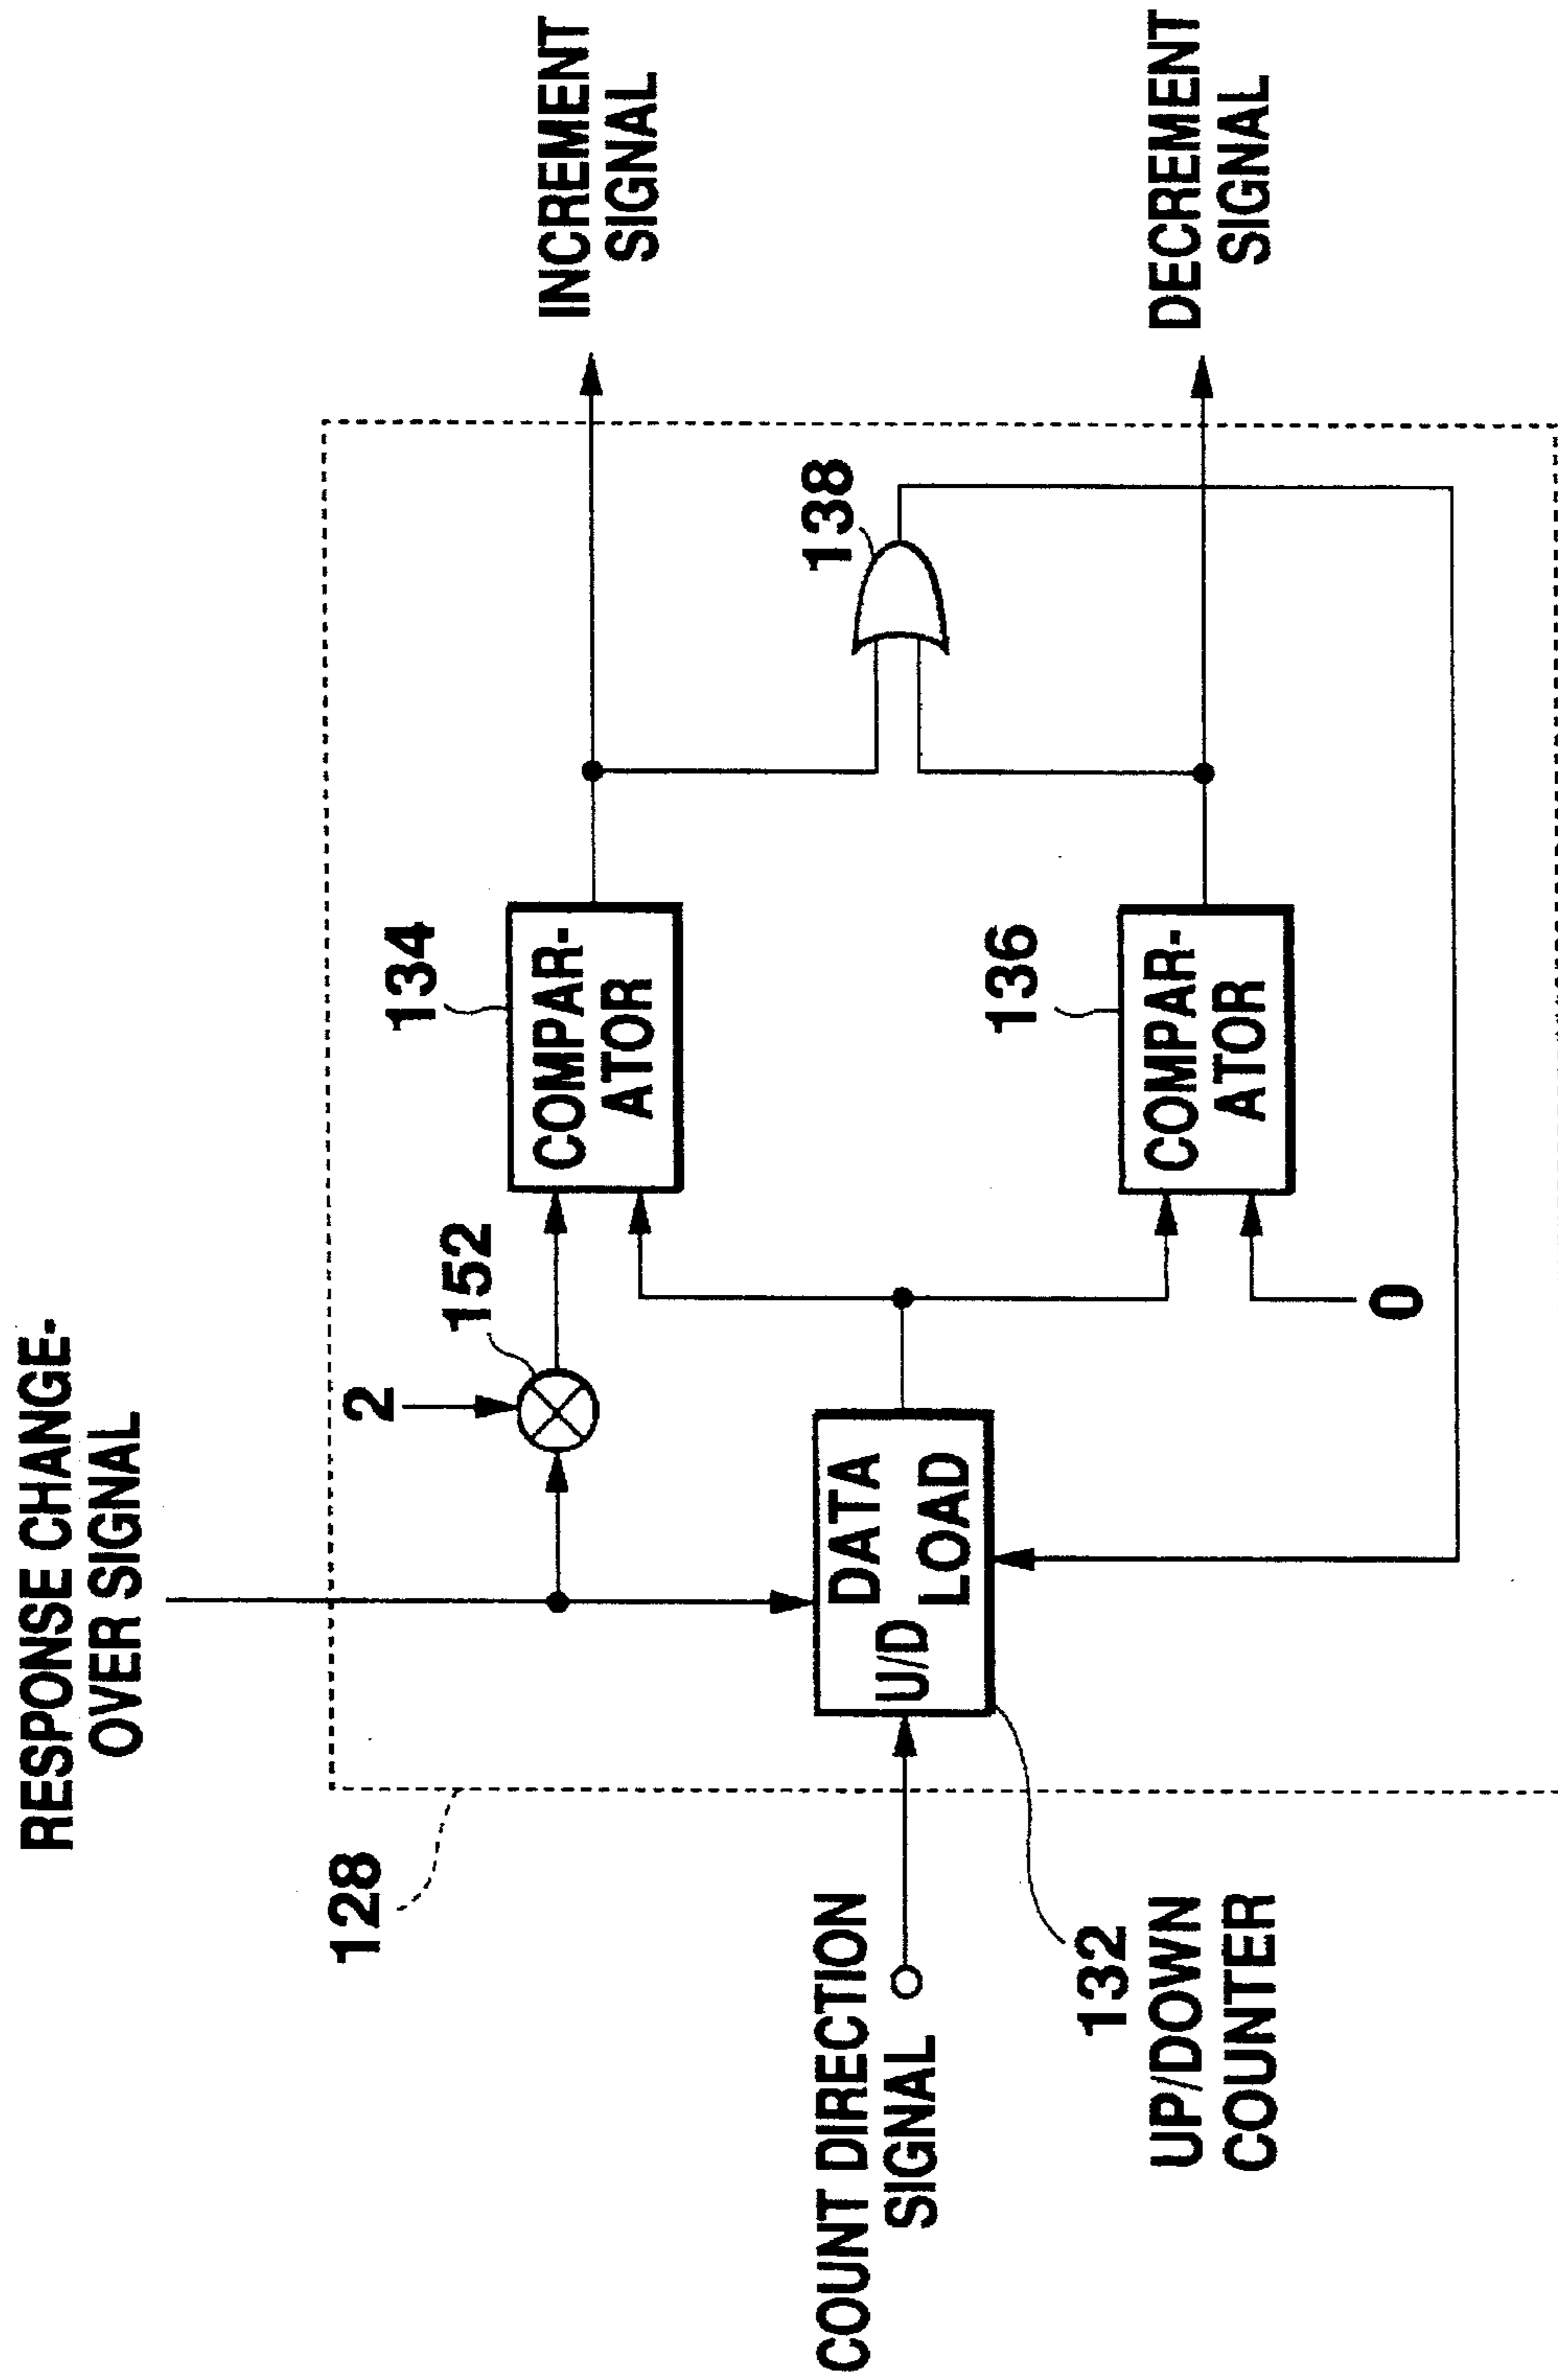 RESPONSE CHANGE-
OVER SIGNAL
128
2
152
134
COMPAR-
ATOR
INCREMENT
SIGNAL
138
COUNT DIRECTION
SIGNAL
DATA
U/D
LOAD
132
UP/DOWN
COUNTER
136
COMPAR-
ATOR
0
DECREMENT
SIGNAL